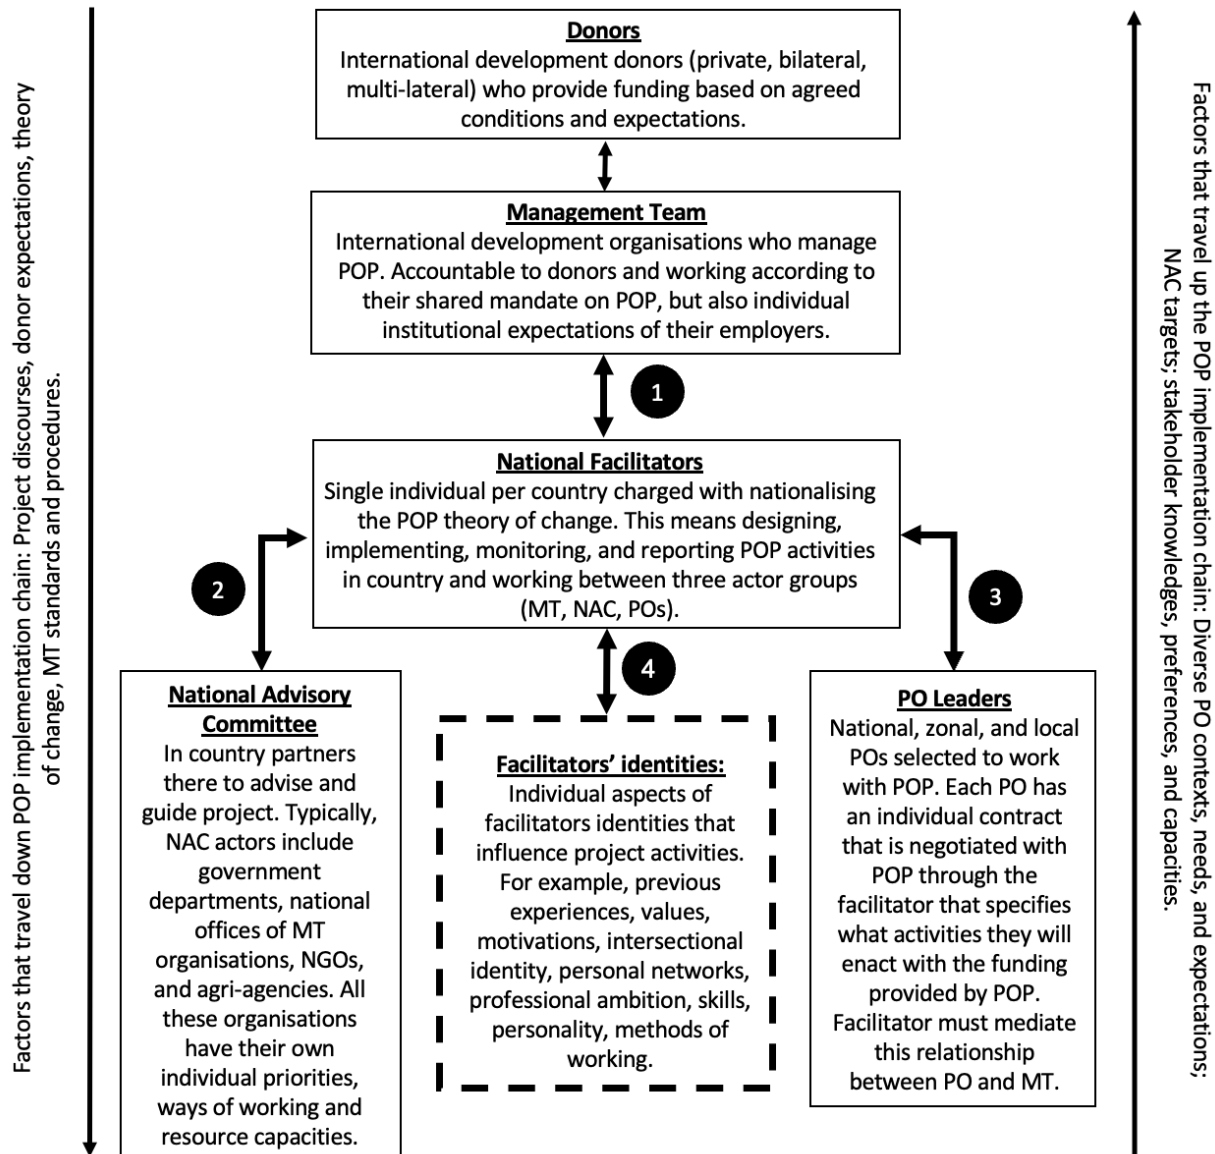 Donors
International development donors (private, bilateral,
multi-lateral) who provide funding based on agreed
conditions and expectations.
Management Team
International development organisations who manage
POP. Accountable to donors and working according to
their shared mandate on POP, but also individual
institutional expectations of their employers.
1
National Facilitators
Single individual per country charged with nationalising
the POP theory of change. This means designing,
implementing, monitoring, and reporting POP activities
in country and working between three actor groups
(MT, NAC, POs).
2
3
4
National Advisory
Committee
In country partners
there to advise and
guide project. Typically,
NAC actors include
government
departments, national
offices of MT
organisations, NGOs,
and agri-agencies. All
these organisations
have their own
individual priorities,
ways of working and
resource capacities.
Facilitators’ identities:
Individual aspects of
facilitators identities that
influence project activities.
For example, previous
experiences, values,
motivations, intersectional
identity, personal networks,
professional ambition, skills,
personality, methods of
working.
PO Leaders
National, zonal, and local
POs selected to work
with POP. Each PO has
an individual contract
that is negotiated with
POP through the
facilitator that specifies
what activities they will
enact with the funding
provided by POP.
Facilitator must mediate
this relationship
between PO and MT.
Factors that travel down POP implementation chain: Project discourses, donor expectations, theory
of change, MT standards and procedures.
Factors that travel up the POP implementation chain: Diverse PO contexts, needs, and expectations;
NAC targets; stakeholder knowledges, preferences, and capacities.